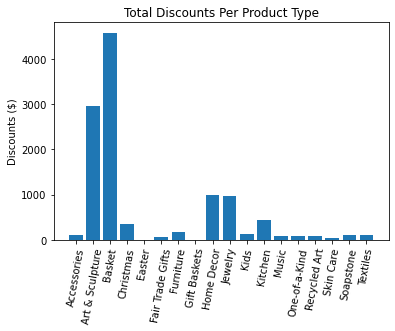 Total Discounts Per Product Type
Discounts ($)
4000
3000
2000
1000
0
Accessories
Art & Sculpture
Basket
Christmas
Easter
Fair Trade Gifts
Furniture
Gift Baskets
Home Decor
Jewelry
Kids
Kitchen
Music
One-of-a-Kind
Recycled Art
Skin Care
Soapstone
Textiles